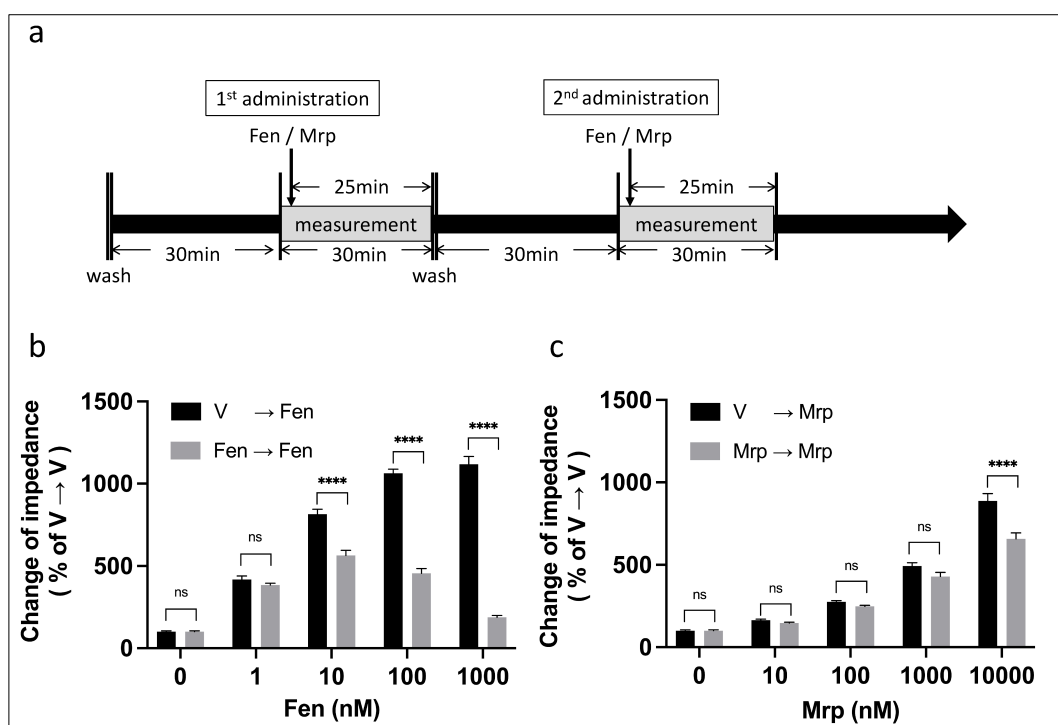 a
1st administration
2nd administration
Fen / Mrp
Fen / Mrp
25min
25min
measurement
measurement
30min
30min
30min
30min
wash
wash
b
Change of impedance
( % of V → V )
1500
1000
500
0
V → Fen
Fen → Fen
ns
ns
****
****
****
0 1 10 100 1000
Fen (nM)
c
Change of impedance
( % of V → V )
1500
1000
500
0
V → Mrp
Mrp → Mrp
ns
ns
ns
ns
****
0 10 100 1000 10000
Mrp (nM)